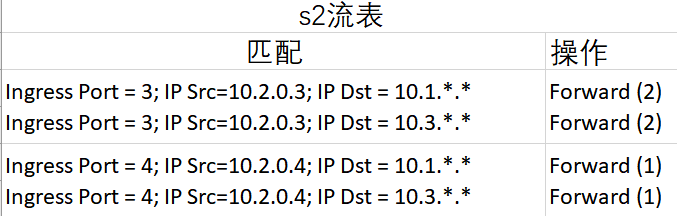 s2流表
匹配 操作
Ingress Port = 3; IP Src=10.2.0.3; IP Dst = 10.1.*.* Forward (2)
Ingress Port = 3; IP Src=10.2.0.3; IP Dst = 10.3.*.* Forward (2)
Ingress Port = 4; IP Src=10.2.0.4; IP Dst = 10.1.*.* Forward (1)
Ingress Port = 4; IP Src=10.2.0.4; IP Dst = 10.3.*.* Forward (1)